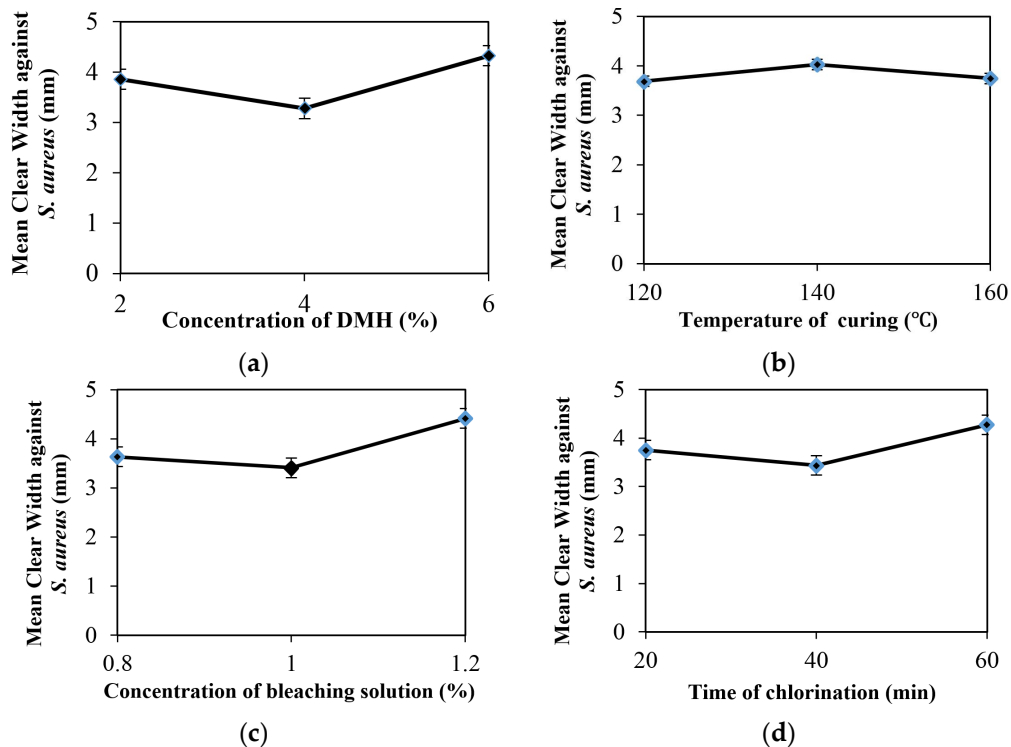 Mean Clear Width against
S. aureus (mm)
5
4
3
2
1
0
2
4
6
Concentration of DMH (%)
(a)
Mean Clear Width against
S. aureus (mm)
5
4
3
2
1
0
120
140
160
Temperature of curing (℃)
(b)
Mean Clear Width against
S. aureus (mm)
5
4
3
2
1
0
0.8
1
1.2
Concentration of bleaching solution (%)
(c)
Mean Clear Width against
S. aureus (mm)
5
4
3
2
1
0
20
40
60
Time of chlorination (min)
(d)